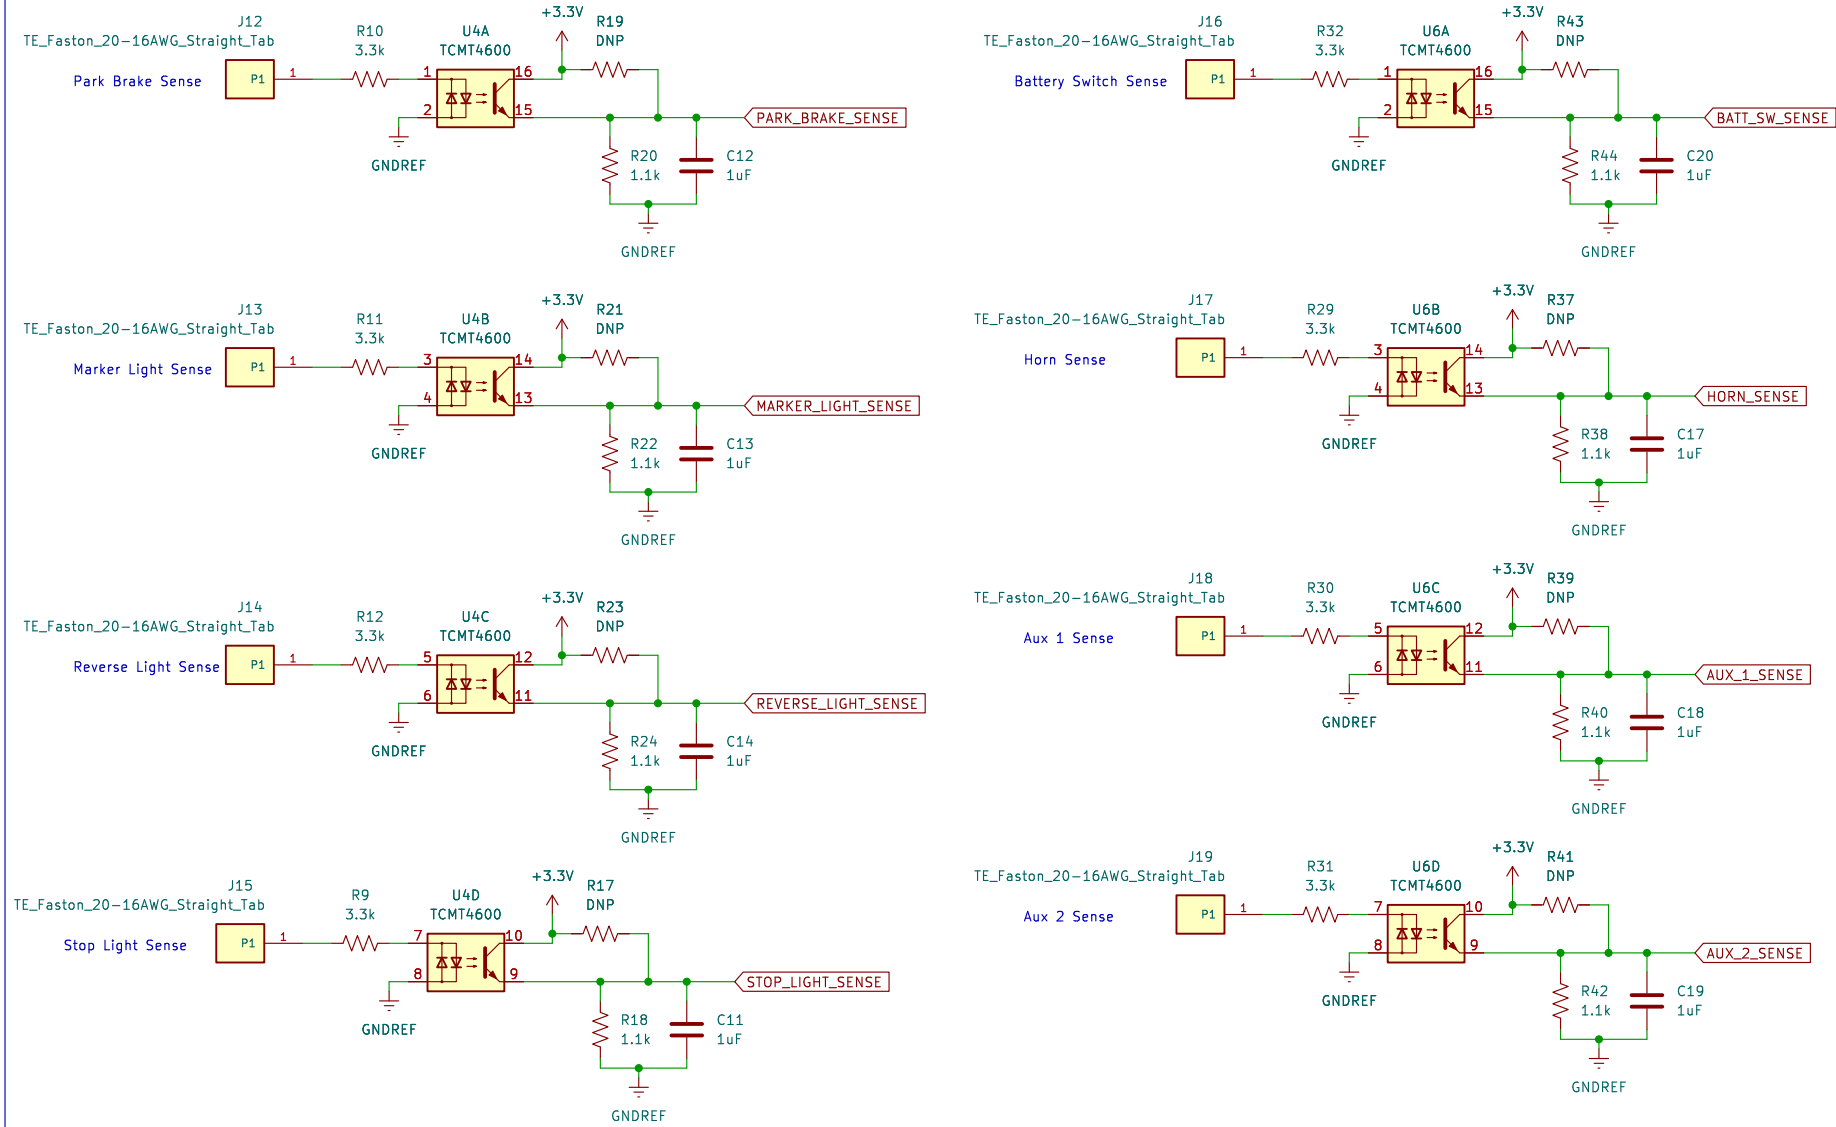 J12
TE_Faston_20-16AWG_Straight_Tab
Park Brake Sense
P1
1
R10
3.3k
U4A
TCMT4600
1
2
16
15
GNDREF
+3.3V
R19
DNP
PARK_BRAKE_SENSE
R20
1.1k
C12
1uF
GNDREF
J16
TE_Faston_20-16AWG_Straight_Tab
Battery Switch Sense
P1
1
R32
3.3k
U6A
TCMT4600
1
2
16
15
GNDREF
+3.3V
R43
DNP
BATT_SW_SENSE
R44
1.1k
C20
1uF
GNDREF
J13
TE_Faston_20-16AWG_Straight_Tab
Marker Light Sense
P1
1
R11
3.3k
U4B
TCMT4600
3
4
14
13
GNDREF
+3.3V
R21
DNP
MARKER_LIGHT_SENSE
R22
1.1k
C13
1uF
GNDREF
J17
TE_Faston_20-16AWG_Straight_Tab
Horn Sense
P1
1
R29
3.3k
U6B
TCMT4600
3
4
14
13
GNDREF
+3.3V
R37
DNP
HORN_SENSE
R38
1.1k
C17
1uF
GNDREF
J14
TE_Faston_20-16AWG_Straight_Tab
Reverse Light Sense
P1
1
R12
3.3k
U4C
TCMT4600
5
6
12
11
GNDREF
+3.3V
R23
DNP
REVERSE_LIGHT_SENSE
R24
1.1k
C14
1uF
GNDREF
J18
TE_Faston_20-16AWG_Straight_Tab
Aux 1 Sense
P1
1
R30
3.3k
U6C
TCMT4600
5
6
12
11
GNDREF
+3.3V
R39
DNP
AUX_1_SENSE
R40
1.1k
C18
1uF
GNDREF
J15
TE_Faston_20-16AWG_Straight_Tab
Stop Light Sense
P1
1
R9
3.3k
U4D
TCMT4600
7
8
10
9
GNDREF
+3.3V
R17
DNP
STOP_LIGHT_SENSE
R18
1.1k
C11
1uF
GNDREF
J19
TE_Faston_20-16AWG_Straight_Tab
Aux 2 Sense
P1
1
R31
3.3k
U6D
TCMT4600
7
8
10
9
GNDREF
+3.3V
R41
DNP
AUX_2_SENSE
R42
1.1k
C19
1uF
GNDREF